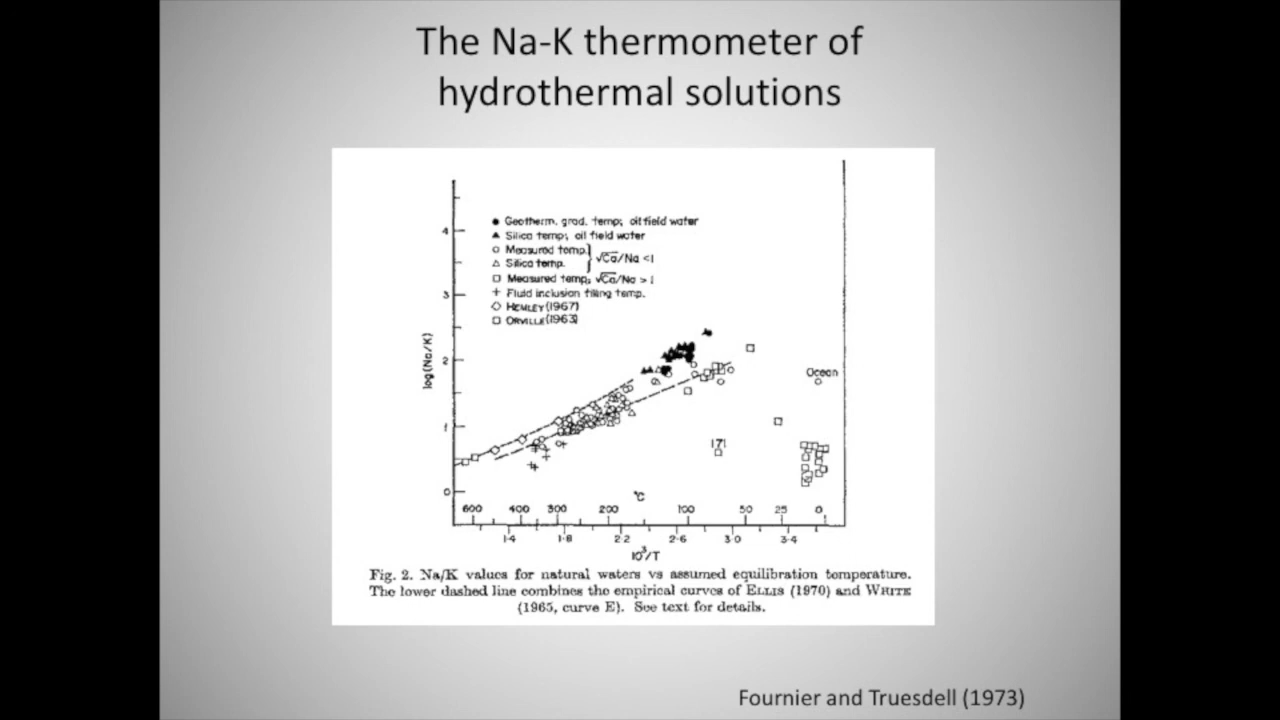 The Na-K thermometer of
hydrothermal solutions
● Geotherm. grad. temp; oil field water
▲ Silica temp; oil field water
○ Measured temp.
△ Silica temp.
√Ca/Na <1
□ Measured temp; √Ca/Na > 1
+ Fluid inclusion filling temp.
◇ HEMLEY (1967)
□ ORVILLE (1963)
log (Na/K)
4
3
2
1
0
Ocean
171
°C
600 400 300 200 100 50 25 0
1·4 1·8 2·2 2·6 3·0 3·4
10³/T
Fig. 2. Na/K values for natural waters vs assumed equilibration temperature.
The lower dashed line combines the empirical curves of ELLIS (1970) and WHITE
(1965, curve E). See text for details.
Fournier and Truesdell (1973)